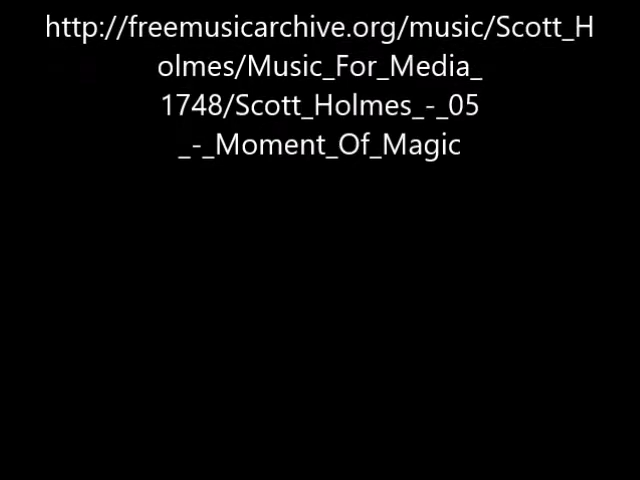 http://freemusicarchive.org/music/Scott_H
olmes/Music_For_Media_
1748/Scott_Holmes_-_05
_-_Moment_Of_Magic